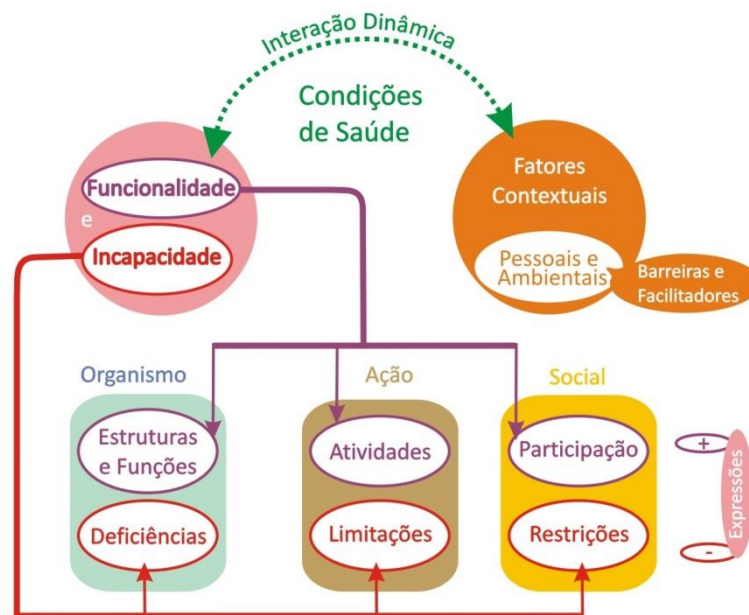 Interação Dinâmica
Condições
de Saúde
Funcionalidade
e
Incapacidade
Fatores
Contextuais
Pessoais e
Ambientais
Barreiras e
Facilitadores
Organismo
Ação
Social
Estruturas
e Funções
Atividades
Participação
+
Deficiências
Limitações
Restrições
-
Expressões